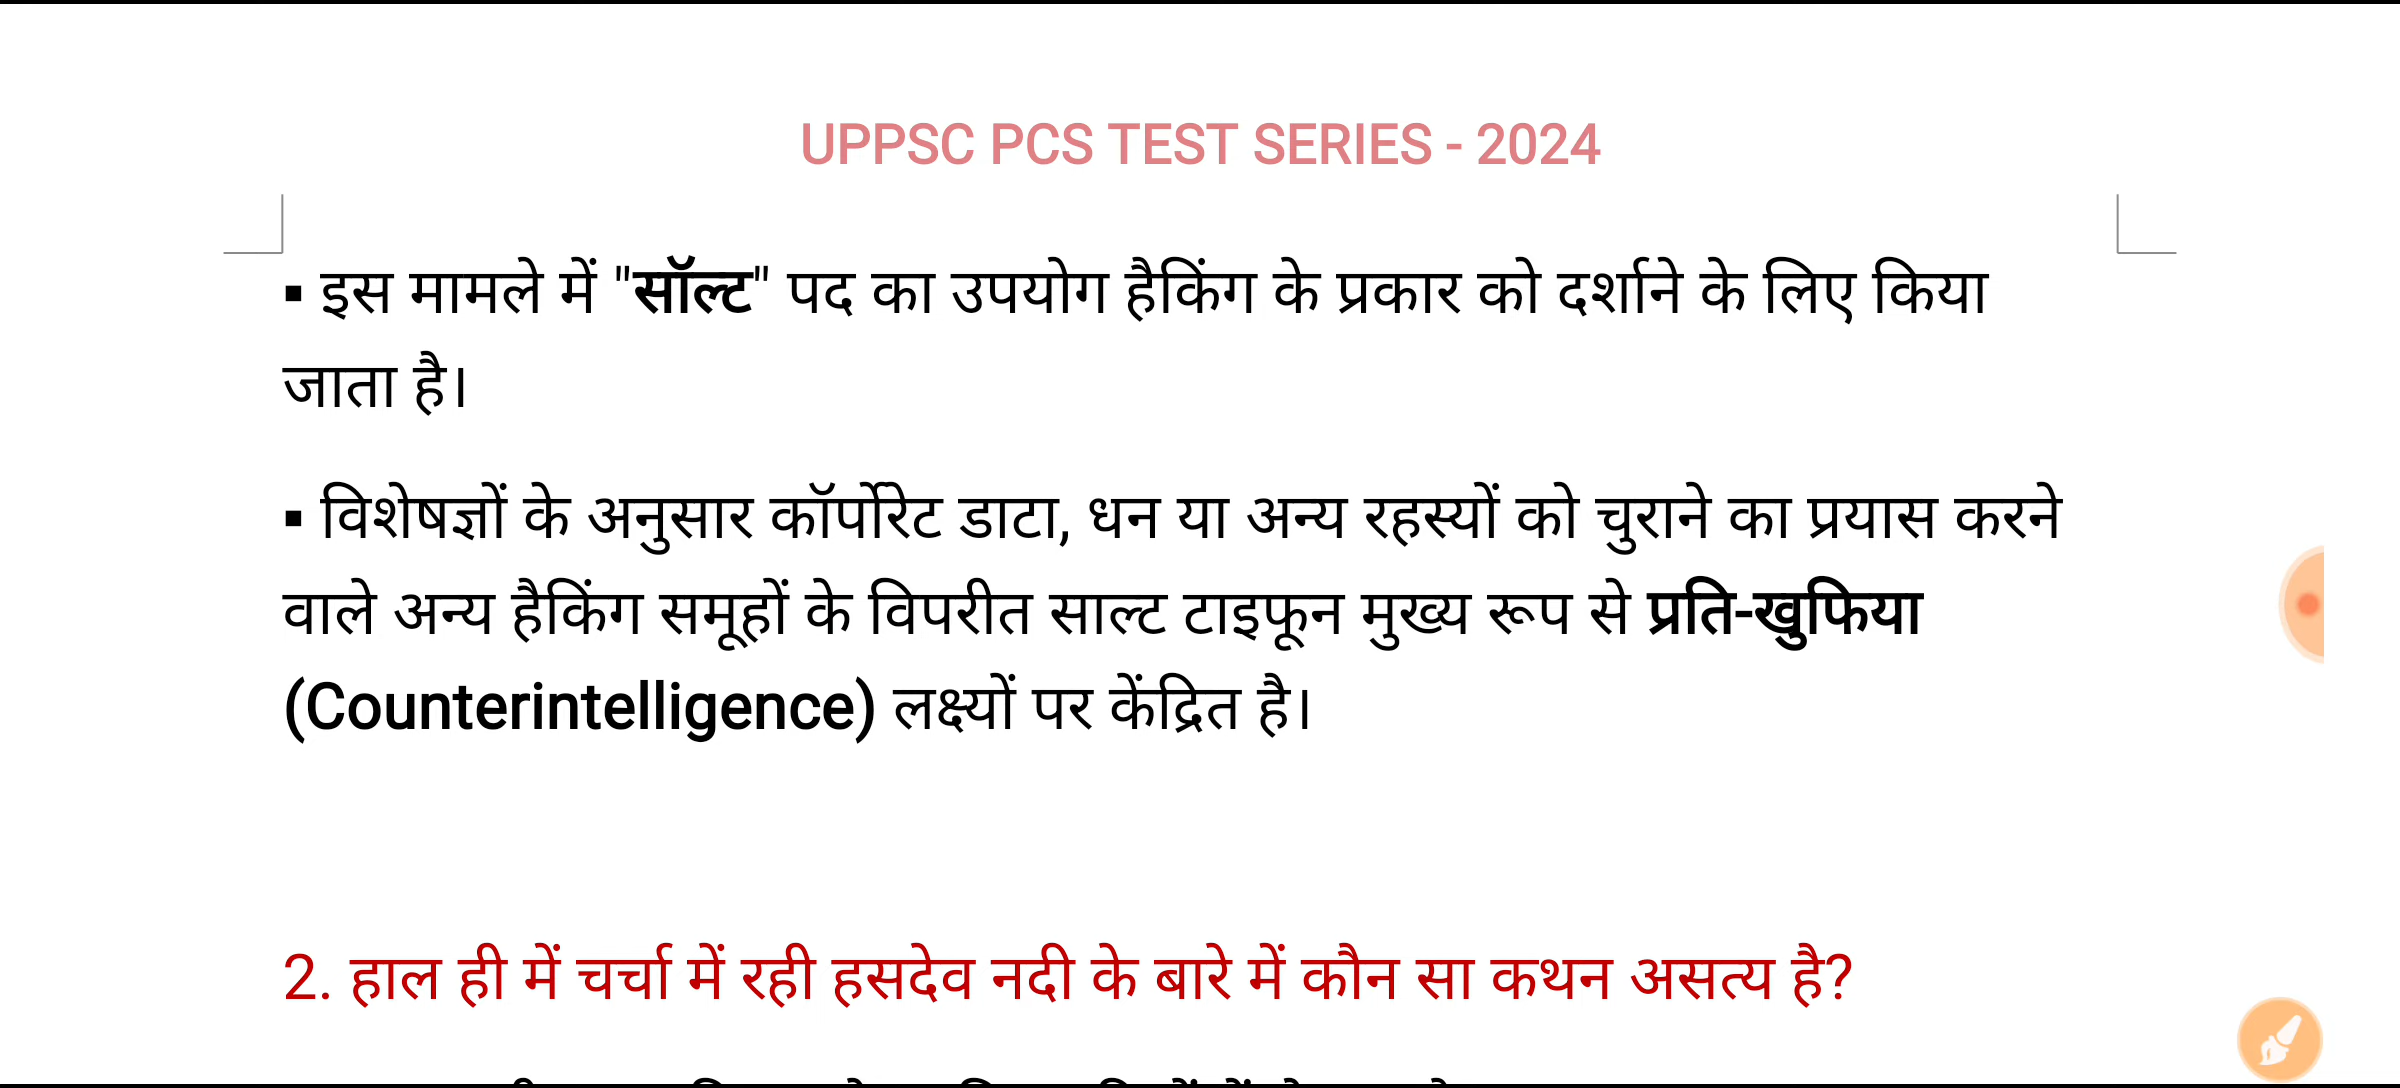 UPPSC PCS TEST SERIES - 2024
▪ इस मामले में "सॉल्ट" पद का उपयोग हैकिंग के प्रकार को दर्शाने के लिए किया
जाता है।
▪ विशेषज्ञों के अनुसार कॉर्पोरेट डाटा, धन या अन्य रहस्यों को चुराने का प्रयास करने
वाले अन्य हैकिंग समूहों के विपरीत साल्ट टाइफून मुख्य रूप से प्रति-खुफिया
(Counterintelligence) लक्ष्यों पर केंद्रित है।
2. हाल ही में चर्चा में रही हसदेव नदी के बारे में कौन सा कथन असत्य है?